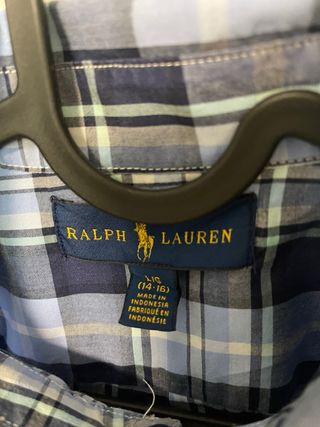 RALPH LAUREN
L/G
(14-16)
MADE IN
INDONESIA
FABRIQUÉ EN
INDONÉSIE